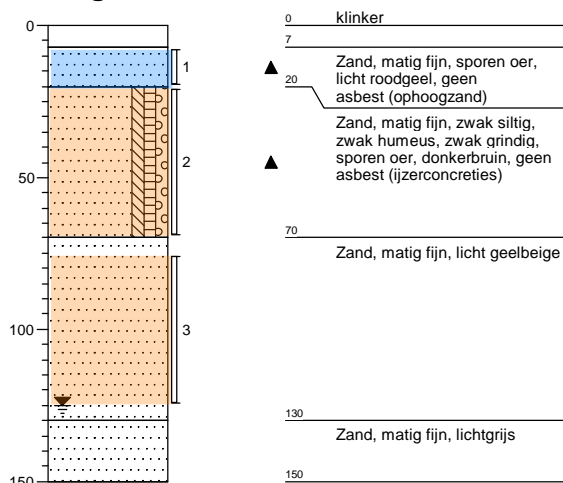 0
50
100
150
1
2
3
0 klinker
7
Zand, matig fijn, sporen oer,
licht roodgeel, geen
20 asbest (ophoogzand)
Zand, matig fijn, zwak siltig,
zwak humeus, zwak grindig,
sporen oer, donkerbruin, geen
asbest (ijzerconcreties)
70
Zand, matig fijn, licht geelbeige
130
Zand, matig fijn, lichtgrijs
150